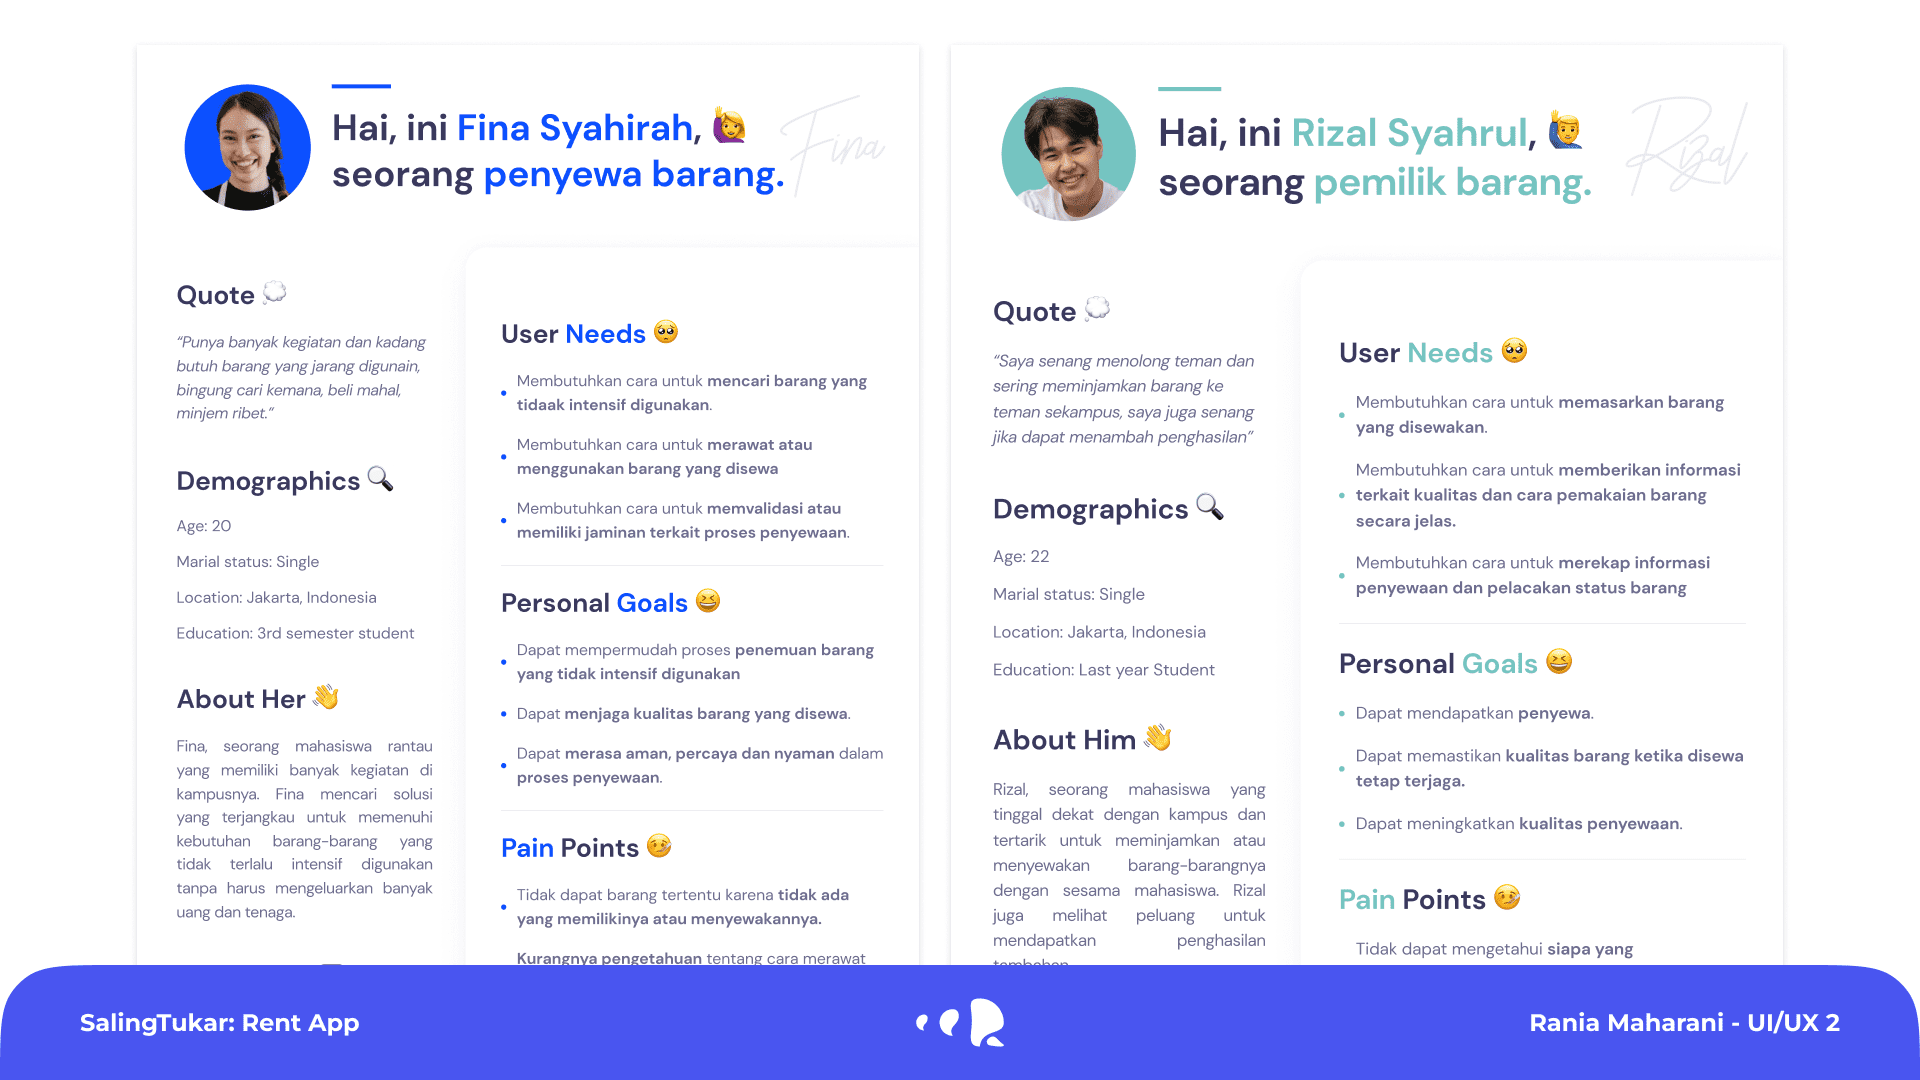 Hai, ini Fina Syahirah, 🙋‍♀️
seorang penyewa barang.
Fina
Quote 💭
“Punya banyak kegiatan dan kadang
butuh barang yang jarang digunain,
bingung cari kemana, beli mahal,
minjem ribet.“
Demographics 🔍
Age: 20
Marial status: Single
Location: Jakarta, Indonesia
Education: 3rd semester student
About Her 👋
Fina, seorang mahasiswa rantau
yang memiliki banyak kegiatan di
kampusnya. Fina mencari solusi
yang terjangkau untuk memenuhi
kebutuhan barang-barang yang
tidak terlalu intensif digunakan
tanpa harus mengeluarkan banyak
uang dan tenaga.
User Needs 🥺
• Membutuhkan cara untuk mencari barang yang
tidaak intensif digunakan.
• Membutuhkan cara untuk merawat atau
menggunakan barang yang disewa
• Membutuhkan cara untuk memvalidasi atau
memiliki jaminan terkait proses penyewaan.
Personal Goals 😆
• Dapat mempermudah proses penemuan barang
yang tidak intensif digunakan
• Dapat menjaga kualitas barang yang disewa.
• Dapat merasa aman, percaya dan nyaman dalam
proses penyewaan.
Pain Points 🤒
• Tidak dapat barang tertentu karena tidak ada
yang memilikinya atau menyewakannya.
Kurangnya pengetahuan tentang cara merawat
Hai, ini Rizal Syahrul, 🙋‍♂️
seorang pemilik barang.
Rizal
Quote 💭
“Saya senang menolong teman dan
sering meminjamkan barang ke
teman sekampus, saya juga senang
jika dapat menambah penghasilan”
Demographics 🔍
Age: 22
Marial status: Single
Location: Jakarta, Indonesia
Education: Last year Student
About Him 👋
Rizal, seorang mahasiswa yang
tinggal dekat dengan kampus dan
tertarik untuk meminjamkan atau
menyewakan barang-barangnya
dengan sesama mahasiswa. Rizal
juga melihat peluang untuk
mendapatkan penghasilan
User Needs 🥺
• Membutuhkan cara untuk memasarkan barang
yang disewakan.
• Membutuhkan cara untuk memberikan informasi
terkait kualitas dan cara pemakaian barang
secara jelas.
• Membutuhkan cara untuk merekap informasi
penyewaan dan pelacakan status barang
Personal Goals 😆
• Dapat mendapatkan penyewa.
• Dapat memastikan kualitas barang ketika disewa
tetap terjaga.
• Dapat meningkatkan kualitas penyewaan.
Pain Points 🤒
Tidak dapat mengetahui siapa yang
SalingTukar: Rent App
Rania Maharani - UI/UX 2